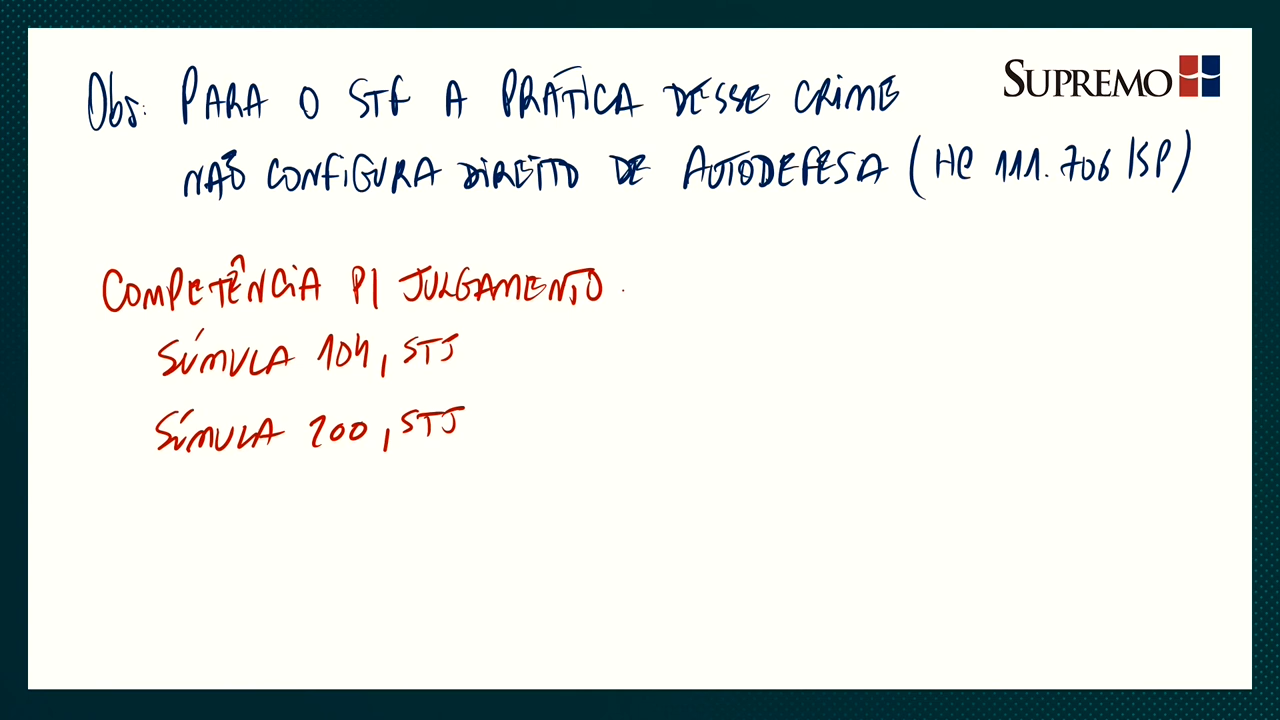 SUPREMO
Obs: PARA O STF A PRÁTICA DESSE CRIME
NÃO CONFIGURA DIREITO DE AUTODEFESA (HC 111.706/SP)
COMPETÊNCIA P/ JULGAMENTO
SÚMULA 104, STJ
SÚMULA 200, STJ